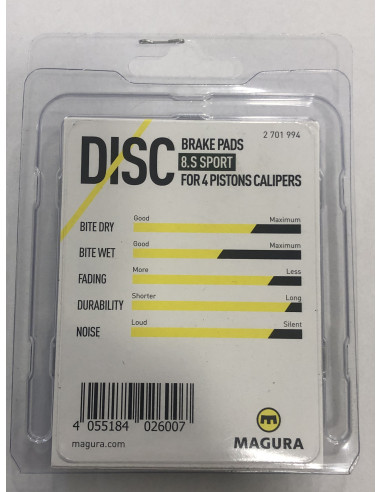 2 701 994
DISC
BRAKE PADS
8.S SPORT
FOR 4 PISTONS CALIPERS
BITE DRY Good Maximum
BITE WET Good Maximum
FADING More Less
DURABILITY Shorter Long
NOISE Loud Silent
4 055184 026007
magura.com
MAGURA